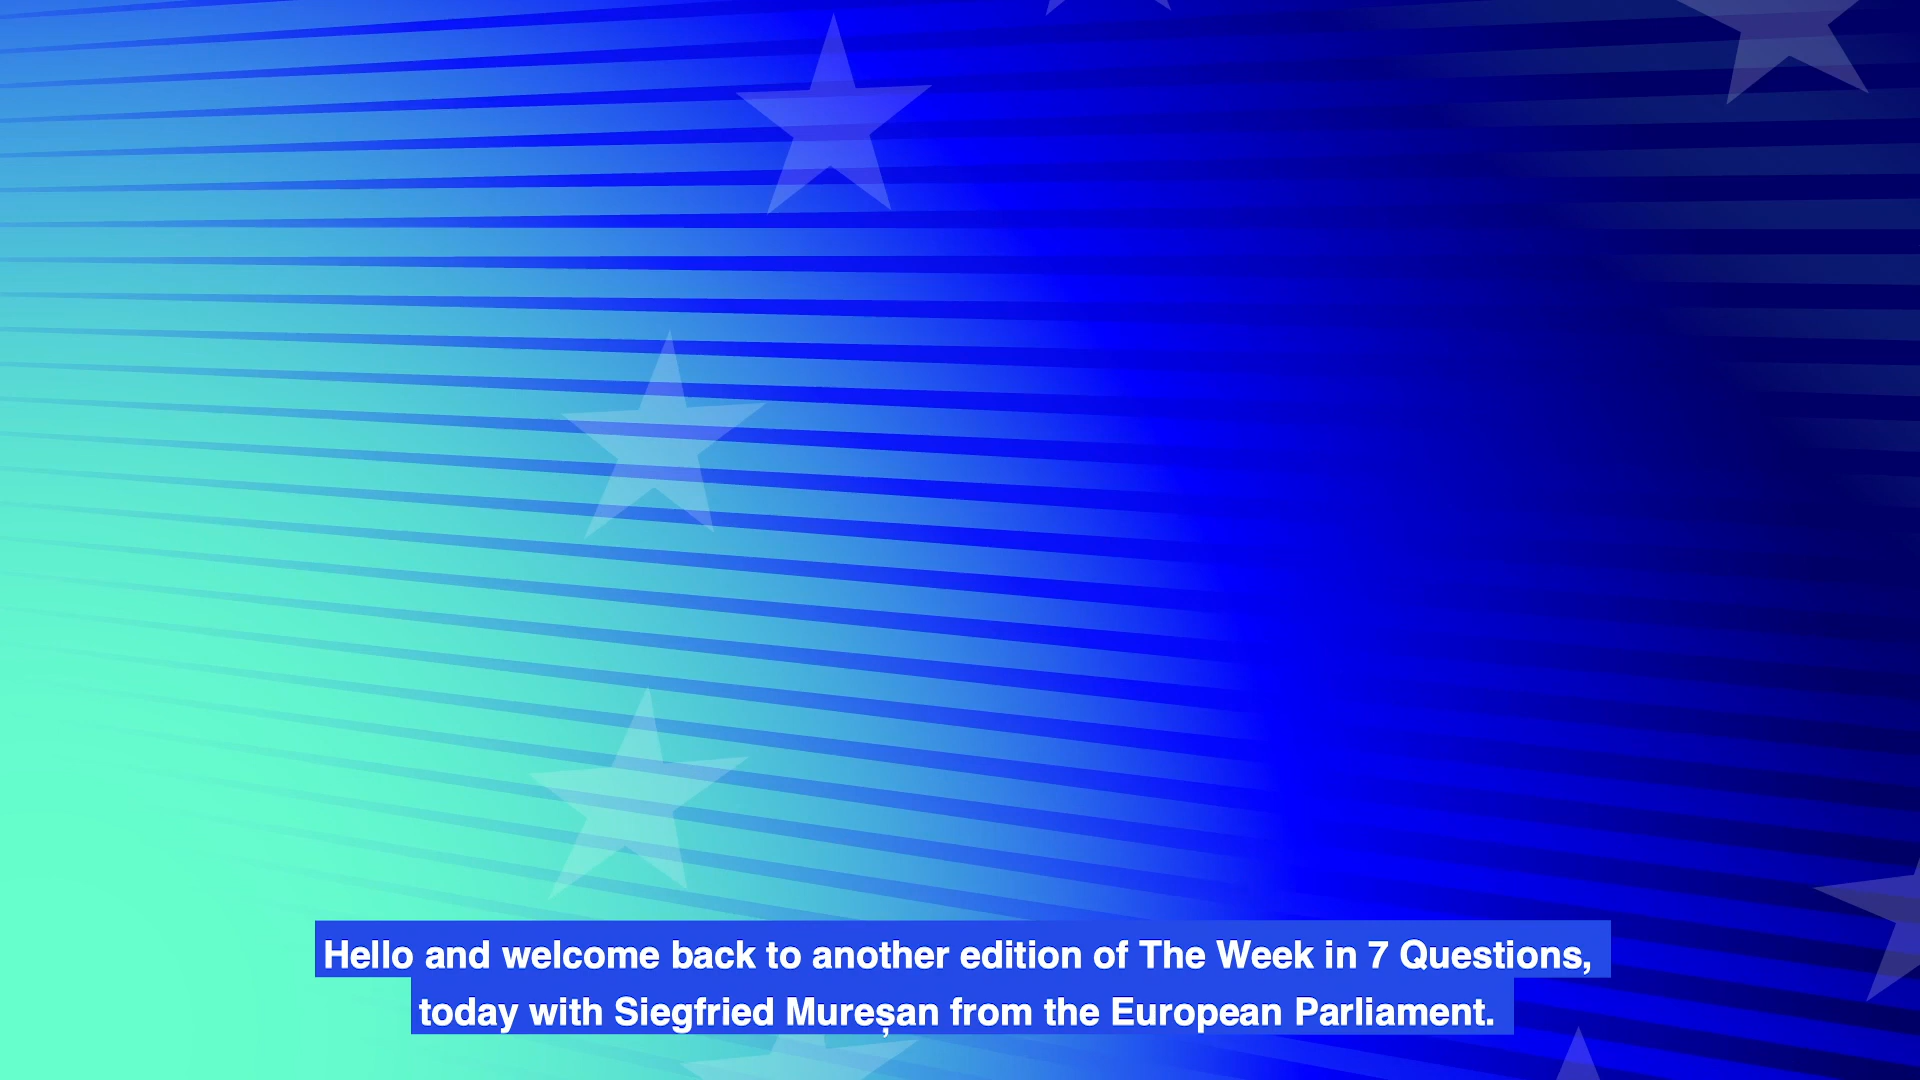 Hello and welcome back to another edition of The Week in 7 Questions,
today with Siegfried Mureșan from the European Parliament.